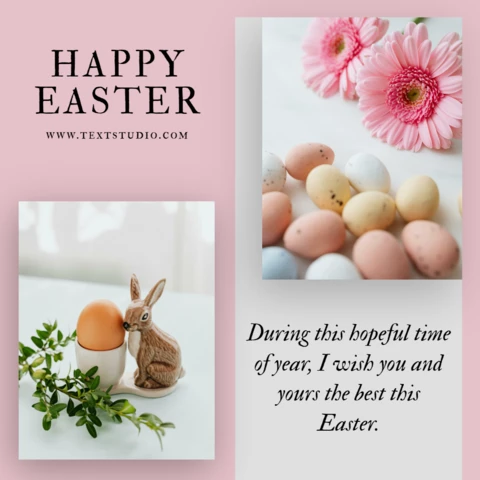 HAPPY
EASTER
WWW.TEXTSTUDIO.COM
During this hopeful time
of year, I wish you and
yours the best this
Easter.